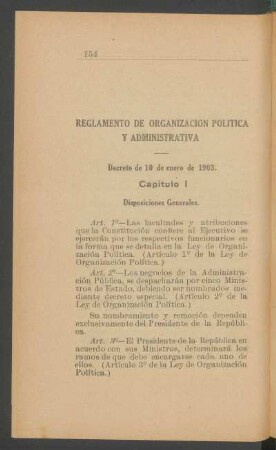 154
REGLAMENTO DE ORGANIZACION POLITICA
Y ADMINISTRATIVA
Decreto de 10 de enero de 1903.
Capítulo I
Disposiciones Generales.
Art. 1º—Las facultades y atribuciones
que la Constitución confiere al Ejecutivo se
ejercerán por los respectivos funcionarios en
la forma que se detalla en la Ley de Organi-
zación Política. (Artículo 1º de la Ley de
Organización Política.)
Art. 2º—Los negocios de la Administra-
ción Pública, se despacharán por cinco Minis-
tros de Estado, debiendo ser nombrados me-
diante decreto especial. (Artículo 2º de la
Ley de Organización Política.)
Su nombramiento y remoción dependen
exclusivamente del Presidente de la Repúbli-
ca.
Art. 3º—El Presidente de la República en
acuerdo con sus Ministros, determinará los
ramos de que debe encargarse cada uno de
ellos. (Artículo 3º de la Ley de Organización
Política.)